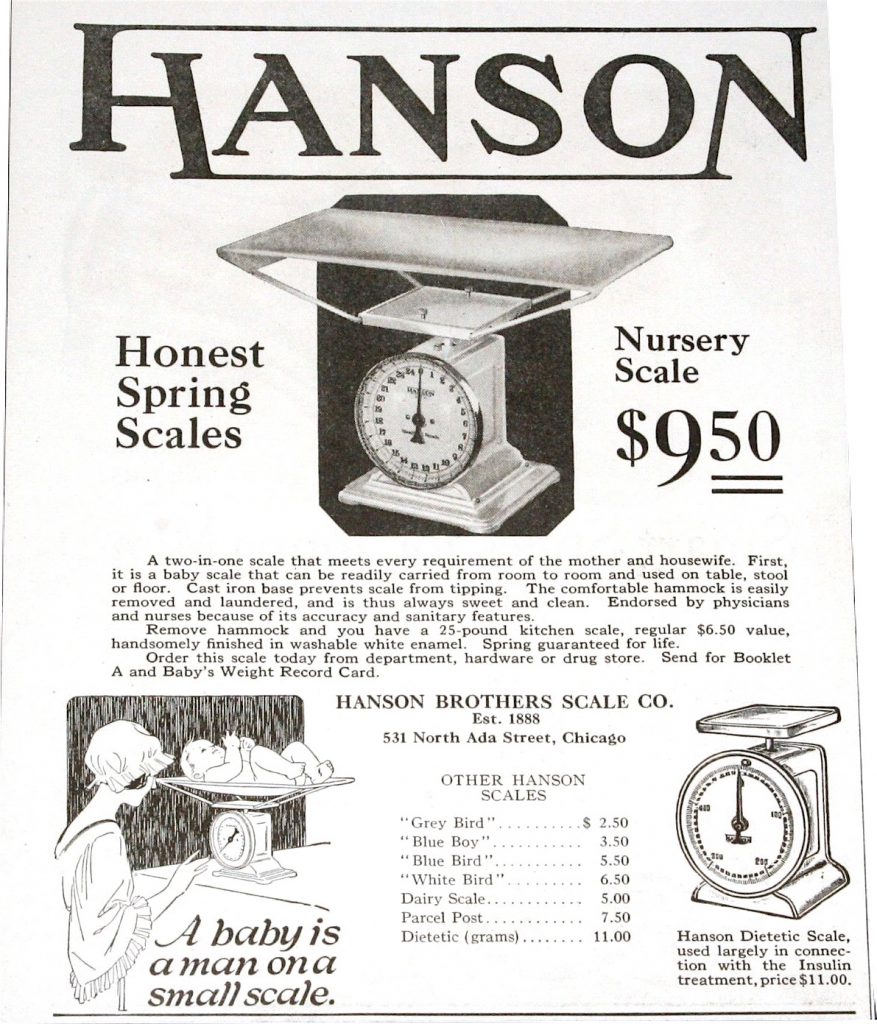 HANSON
Honest
Spring
Scales
Nursery
Scale
$9.50
HANSON
A two-in-one scale that meets every requirement of the mother and housewife. First,
it is a baby scale that can be readily carried from room to room and used on table, stool
or floor. Cast iron base prevents scale from tipping. The comfortable hammock is easily
removed and laundered, and is thus always sweet and clean. Endorsed by physicians
and nurses because of its accuracy and sanitary features.
Remove hammock and you have a 25-pound kitchen scale, regular $6.50 value,
handsomely finished in washable white enamel. Spring guaranteed for life.
Order this scale today from department, hardware or drug store. Send for Booklet
A and Baby's Weight Record Card.
HANSON BROTHERS SCALE CO.
Est. 1888
531 North Ada Street, Chicago
OTHER HANSON
SCALES
"Grey Bird"..........$ 2.50
"Blue Boy"........... 3.50
"Blue Bird"........... 5.50
"White Bird"......... 6.50
Dairy Scale............ 5.00
Parcel Post............ 7.50
Dietetic (grams)........ 11.00
A baby is
a man on a
small scale.
Hanson Dietetic Scale,
used largely in connec-
tion with the Insulin
treatment, price $11.00.